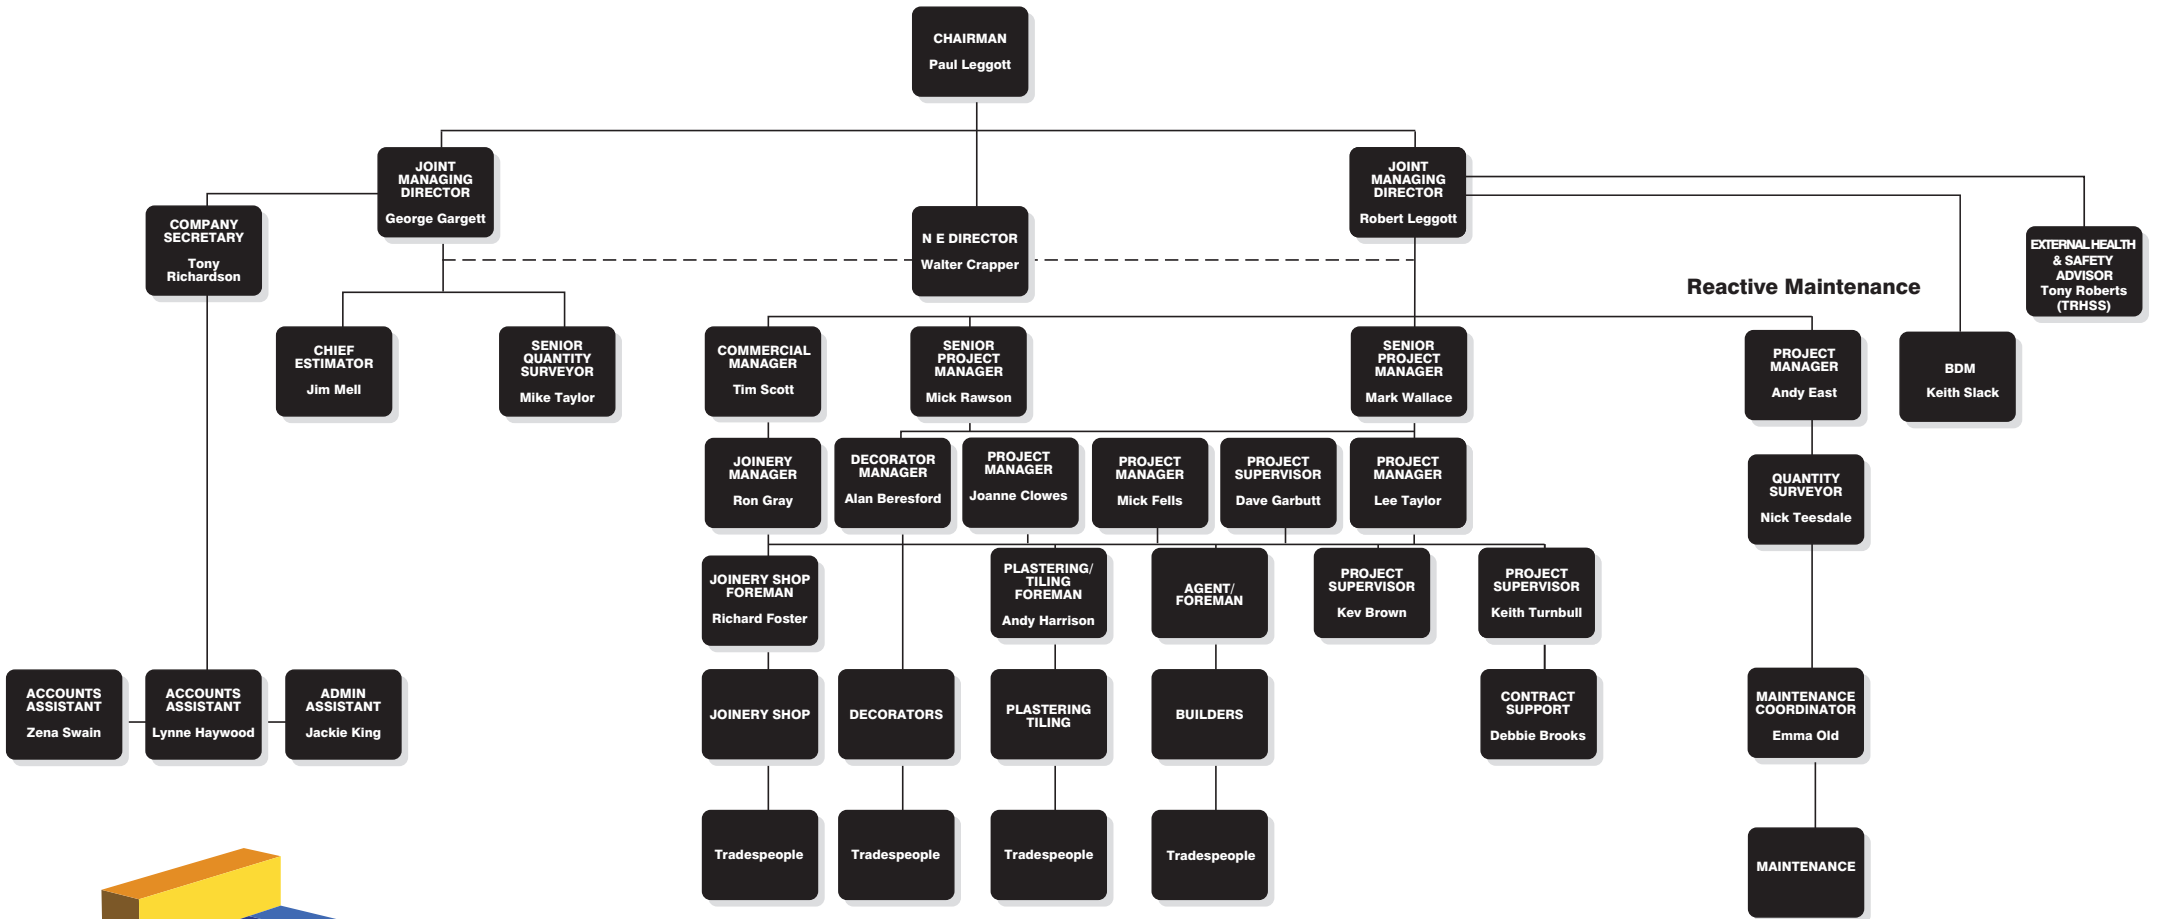 CHAIRMAN
Paul Leggott
JOINT
MANAGING
DIRECTOR
George Gargett
JOINT
MANAGING
DIRECTOR
Robert Leggott
COMPANY
SECRETARY
Tony
Richardson
N E DIRECTOR
Walter Crapper
EXTERNAL HEALTH
& SAFETY
ADVISOR
Tony Roberts
(TRHSS)
Reactive Maintenance
CHIEF
ESTIMATOR
Jim Mell
SENIOR
QUANTITY
SURVEYOR
Mike Taylor
COMMERCIAL
MANAGER
Tim Scott
SENIOR
PROJECT
MANAGER
Mick Rawson
SENIOR
PROJECT
MANAGER
Mark Wallace
PROJECT
MANAGER
Andy East
BDM
Keith Slack
JOINERY
MANAGER
Ron Gray
DECORATOR
MANAGER
Alan Beresford
PROJECT
MANAGER
Joanne Clowes
PROJECT
MANAGER
Mick Fells
PROJECT
SUPERVISOR
Dave Garbutt
PROJECT
MANAGER
Lee Taylor
QUANTITY
SURVEYOR
Nick Teesdale
JOINERY SHOP
FOREMAN
Richard Foster
PLASTERING/
TILING
FOREMAN
Andy Harrison
AGENT/
FOREMAN
PROJECT
SUPERVISOR
Kev Brown
PROJECT
SUPERVISOR
Keith Turnbull
ACCOUNTS
ASSISTANT
Zena Swain
ACCOUNTS
ASSISTANT
Lynne Haywood
ADMIN
ASSISTANT
Jackie King
JOINERY SHOP
DECORATORS
PLASTERING
TILING
BUILDERS
CONTRACT
SUPPORT
Debbie Brooks
MAINTENANCE
COORDINATOR
Emma Old
Tradespeople
Tradespeople
Tradespeople
Tradespeople
MAINTENANCE